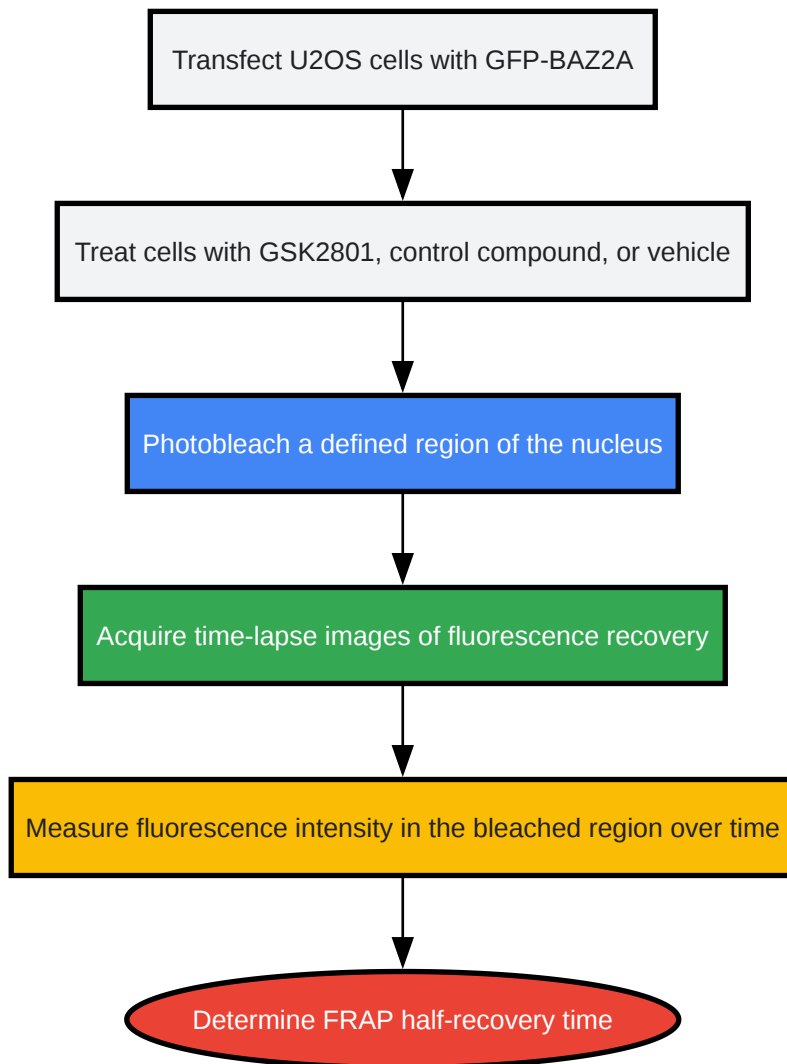 Transfect U2OS cells with GFP-BAZ2A
Treat cells with GSK2801, control compound, or vehicle
Photobleach a defined region of the nucleus
Acquire time-lapse images of fluorescence recovery
Measure fluorescence intensity in the bleached region over time
Determine FRAP half-recovery time